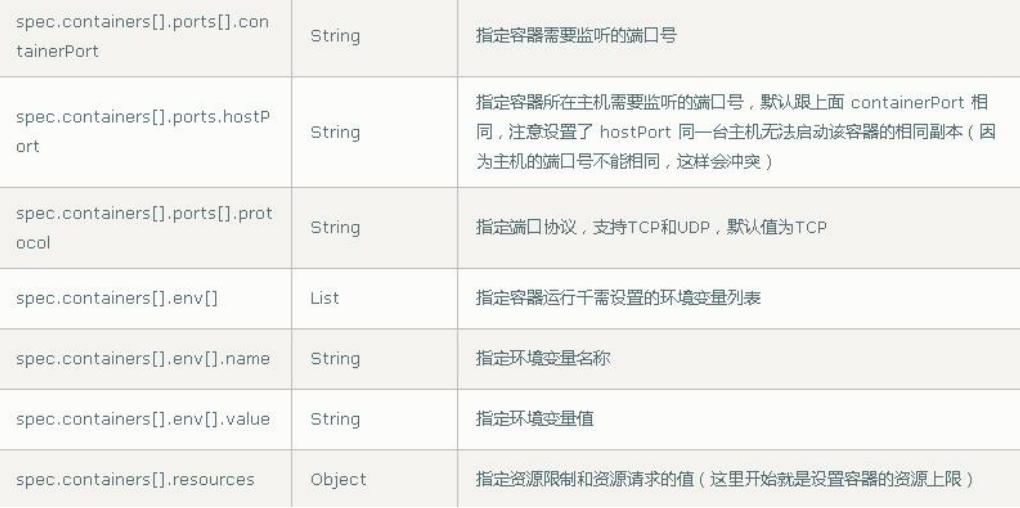 spec.containers[].ports[].con
tainerPort
String
指定容器需要监听的端口号
spec.containers[].ports.hostP
ort
String
指定容器所在主机需要监听的端口号，默认跟上面 containerPort 相
同，注意设置了 hostPort 同一台主机无法启动该容器的相同副本（因
为主机的端口号不能相同，这样会冲突）
spec.containers[].ports[].prot
ocol
String
指定端口协议，支持TCP和UDP，默认值为TCP
spec.containers[].env[]
List
指定容器运行千需设置的环境变量列表
spec.containers[].env[].name
String
指定环境变量名称
spec.containers[].env[].value
String
指定环境变量值
spec.containers[].resources
Object
指定资源限制和资源请求的值（这里开始就是设置容器的资源上限）